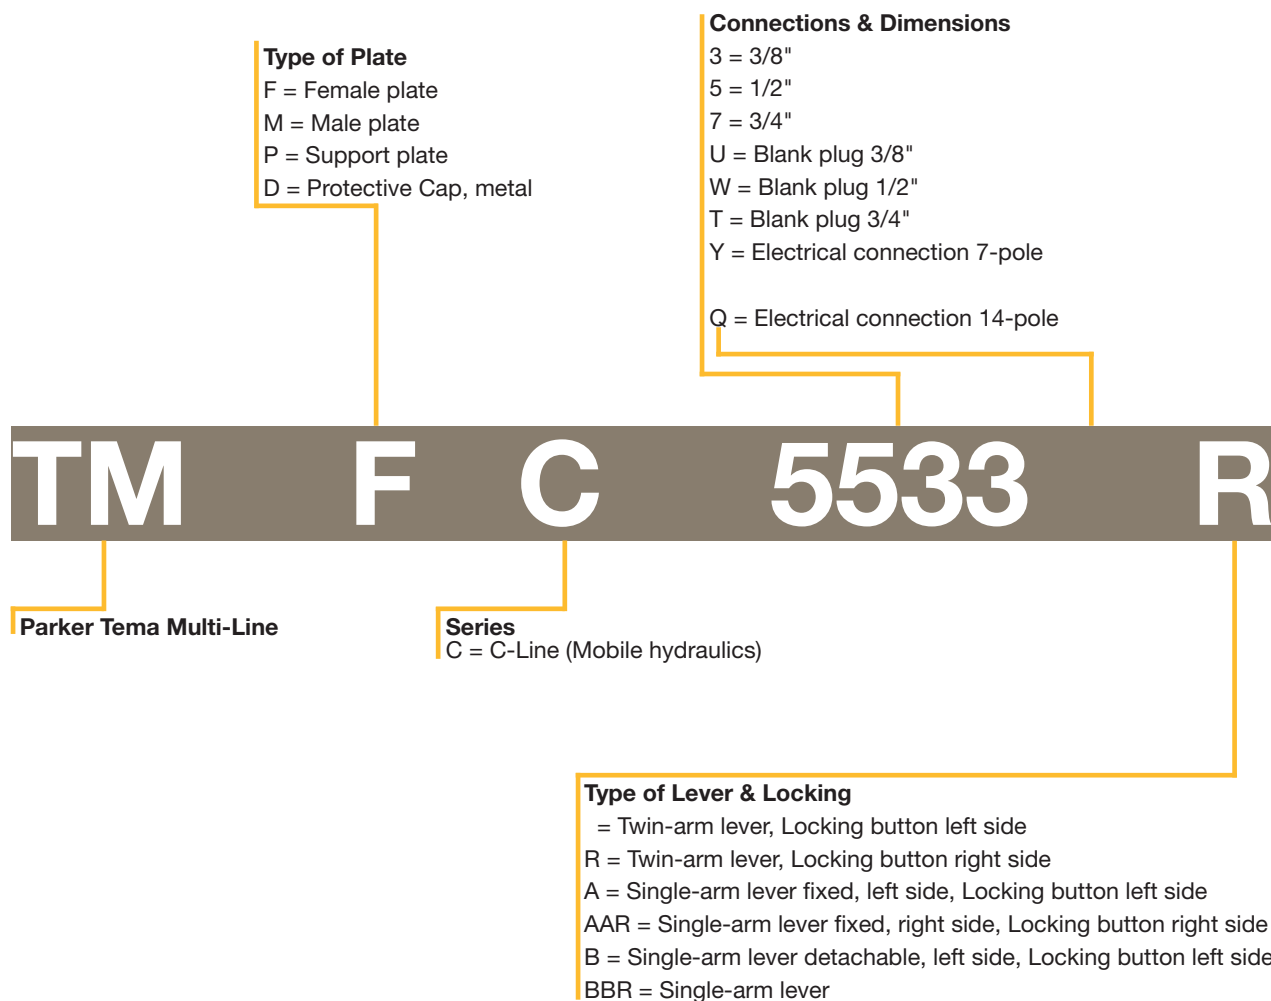 Connections & Dimensions
3 = 3/8"
5 = 1/2"
7 = 3/4"
U = Blank plug 3/8"
W = Blank plug 1/2"
T = Blank plug 3/4"
Y = Electrical connection 7-pole
Q = Electrical connection 14-pole
Type of Plate
F = Female plate
M = Male plate
P = Support plate
D = Protective Cap, metal
TM F C 5533 R
Parker Tema Multi-Line
Series
C = C-Line (Mobile hydraulics)
Type of Lever & Locking
= Twin-arm lever, Locking button left side
R = Twin-arm lever, Locking button right side
A = Single-arm lever fixed, left side, Locking button left side
AAR = Single-arm lever fixed, right side, Locking button right side
B = Single-arm lever detachable, left side, Locking button left side
BBR = Single-arm lever